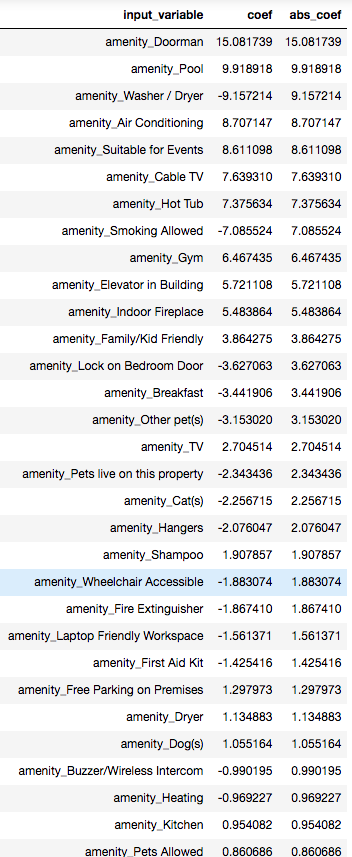 input_variable coef abs_coef
amenity_Doorman 15.081739 15.081739
amenity_Pool 9.918918 9.918918
amenity_Washer / Dryer -9.157214 9.157214
amenity_Air Conditioning 8.707147 8.707147
amenity_Suitable for Events 8.611098 8.611098
amenity_Cable TV 7.639310 7.639310
amenity_Hot Tub 7.375634 7.375634
amenity_Smoking Allowed -7.085524 7.085524
amenity_Gym 6.467435 6.467435
amenity_Elevator in Building 5.721108 5.721108
amenity_Indoor Fireplace 5.483864 5.483864
amenity_Family/Kid Friendly 3.864275 3.864275
amenity_Lock on Bedroom Door -3.627063 3.627063
amenity_Breakfast -3.441906 3.441906
amenity_Other pet(s) -3.153020 3.153020
amenity_TV 2.704514 2.704514
amenity_Pets live on this property -2.343436 2.343436
amenity_Cat(s) -2.256715 2.256715
amenity_Hangers -2.076047 2.076047
amenity_Shampoo 1.907857 1.907857
amenity_Wheelchair Accessible -1.883074 1.883074
amenity_Fire Extinguisher -1.867410 1.867410
amenity_Laptop Friendly Workspace -1.561371 1.561371
amenity_First Aid Kit -1.425416 1.425416
amenity_Free Parking on Premises 1.297973 1.297973
amenity_Dryer 1.134883 1.134883
amenity_Dog(s) 1.055164 1.055164
amenity_Buzzer/Wireless Intercom -0.990195 0.990195
amenity_Heating -0.969227 0.969227
amenity_Kitchen 0.954082 0.954082
amenity_Pets Allowed 0.860686 0.860686